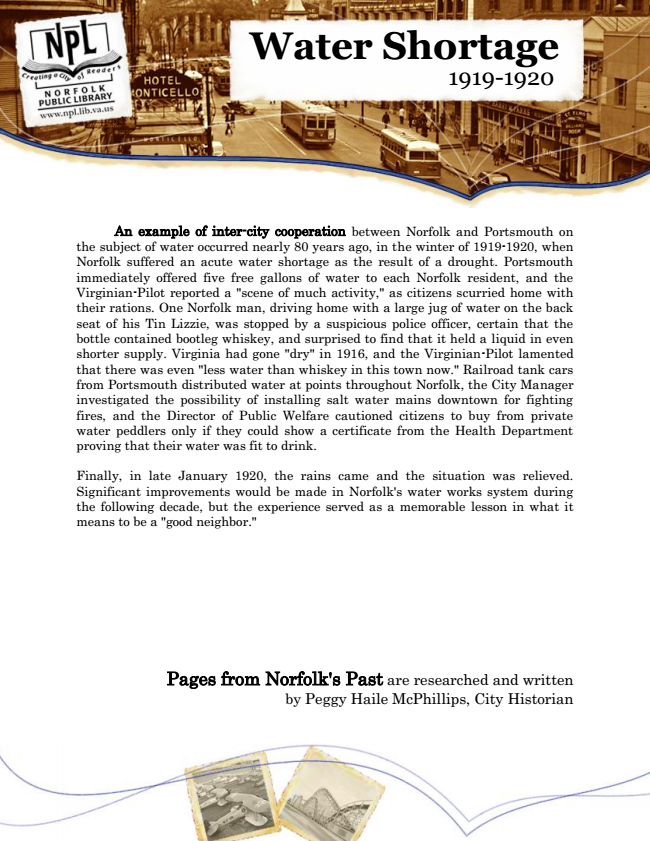 NPL
Creating a City of Readers
NORFOLK
PUBLIC LIBRARY
www.npl.lib.va.us
HOTEL
MONTICELLO
Water Shortage
1919-1920
An example of inter-city cooperation between Norfolk and Portsmouth on
the subject of water occurred nearly 80 years ago, in the winter of 1919-1920, when
Norfolk suffered an acute water shortage as the result of a drought. Portsmouth
immediately offered five free gallons of water to each Norfolk resident, and the
Virginian-Pilot reported a "scene of much activity," as citizens scurried home with
their rations. One Norfolk man, driving home with a large jug of water on the back
seat of his Tin Lizzie, was stopped by a suspicious police officer, certain that the
bottle contained bootleg whiskey, and surprised to find that it held a liquid in even
shorter supply. Virginia had gone "dry" in 1916, and the Virginian-Pilot lamented
that there was even "less water than whiskey in this town now." Railroad tank cars
from Portsmouth distributed water at points throughout Norfolk, the City Manager
investigated the possibility of installing salt water mains downtown for fighting
fires, and the Director of Public Welfare cautioned citizens to buy from private
water peddlers only if they could show a certificate from the Health Department
proving that their water was fit to drink.
Finally, in late January 1920, the rains came and the situation was relieved.
Significant improvements would be made in Norfolk's water works system during
the following decade, but the experience served as a memorable lesson in what it
means to be a "good neighbor."
Pages from Norfolk's Past are researched and written
by Peggy Haile McPhillips, City Historian